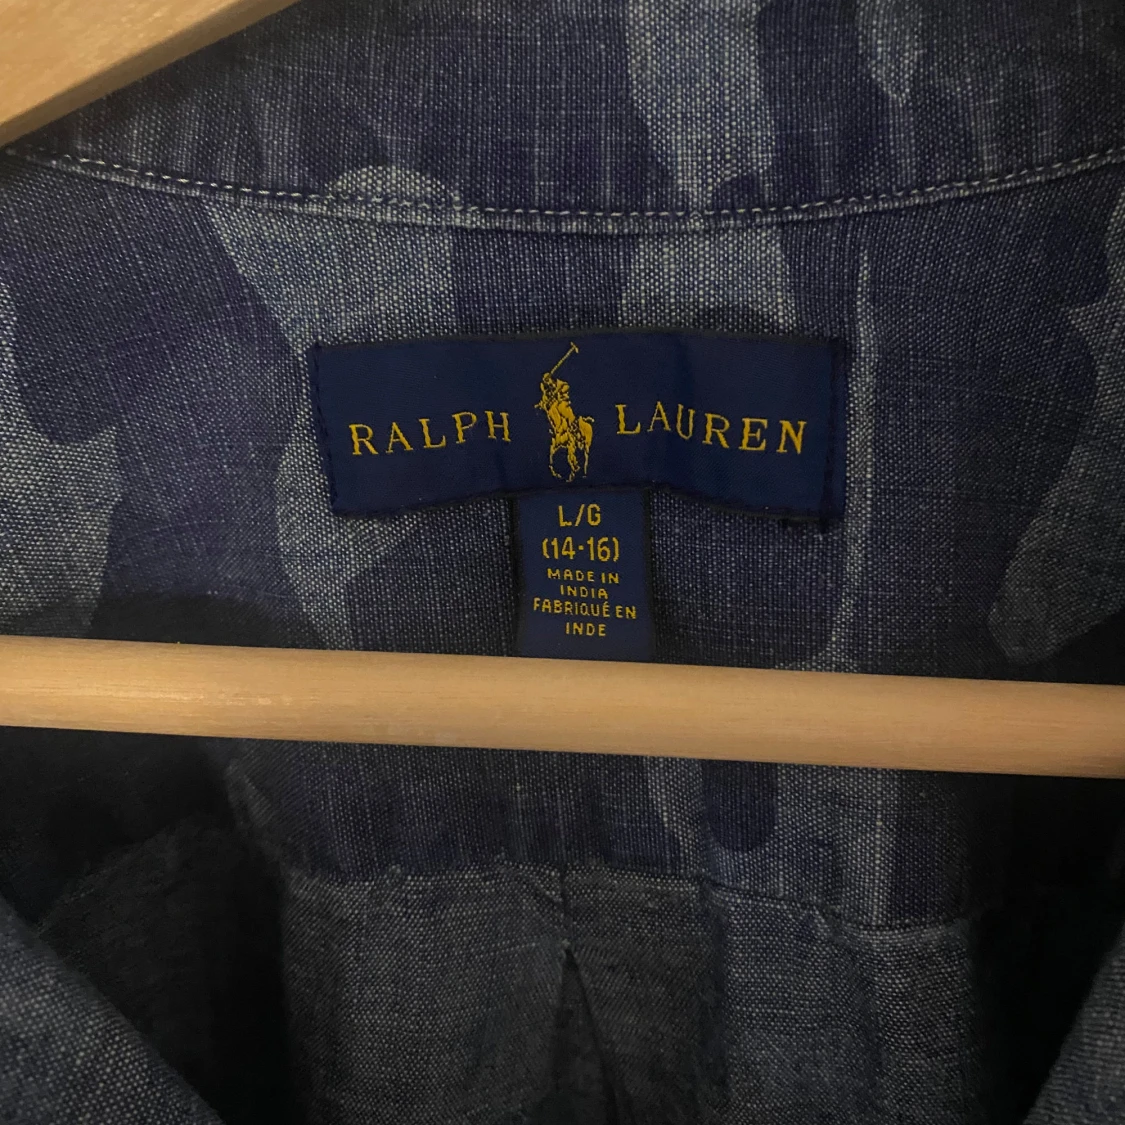 RALPH LAUREN
L/G
(14-16)
MADE IN
INDIA
FABRIQUÉ EN
INDE